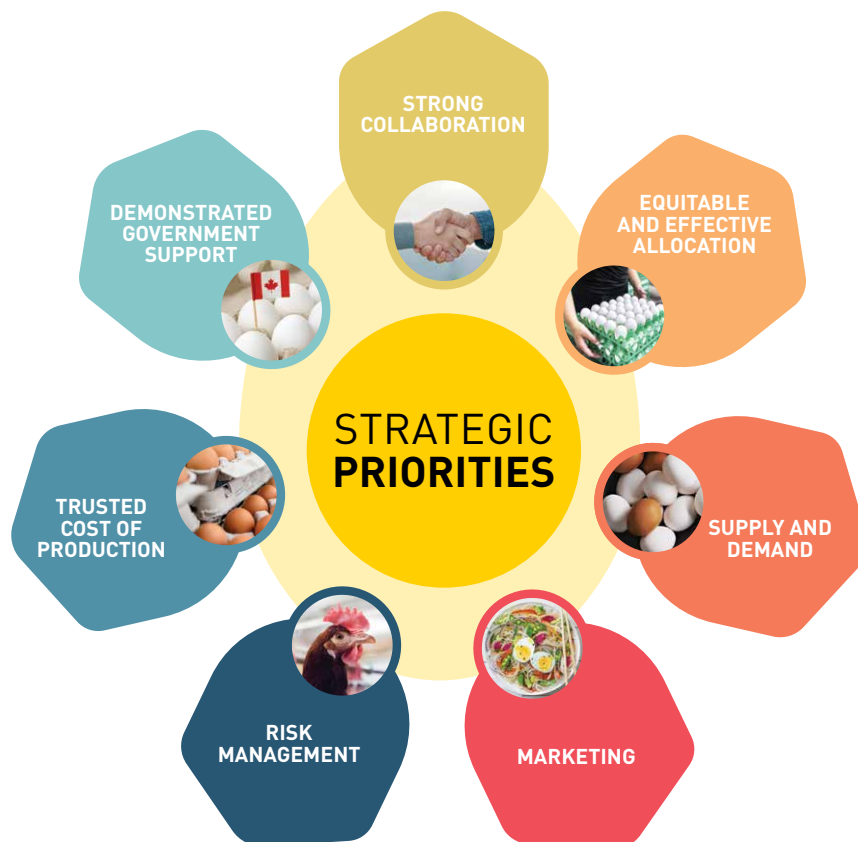 STRONG
COLLABORATION
EQUITABLE
AND EFFECTIVE
ALLOCATION
SUPPLY AND
DEMAND
MARKETING
RISK
MANAGEMENT
TRUSTED
COST OF
PRODUCTION
DEMONSTRATED
GOVERNMENT
SUPPORT
STRATEGIC
PRIORITIES